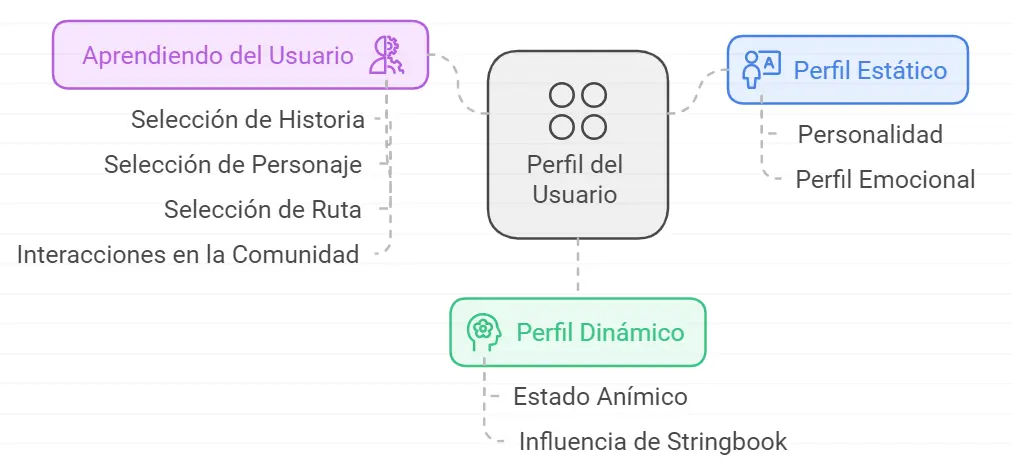 Aprendiendo del Usuario
Selección de Historia
Selección de Personaje
Selección de Ruta
Interacciones en la Comunidad
Perfil del
Usuario
A
Perfil Estático
Personalidad
Perfil Emocional
Perfil Dinámico
Estado Anímico
Influencia de Stringbook